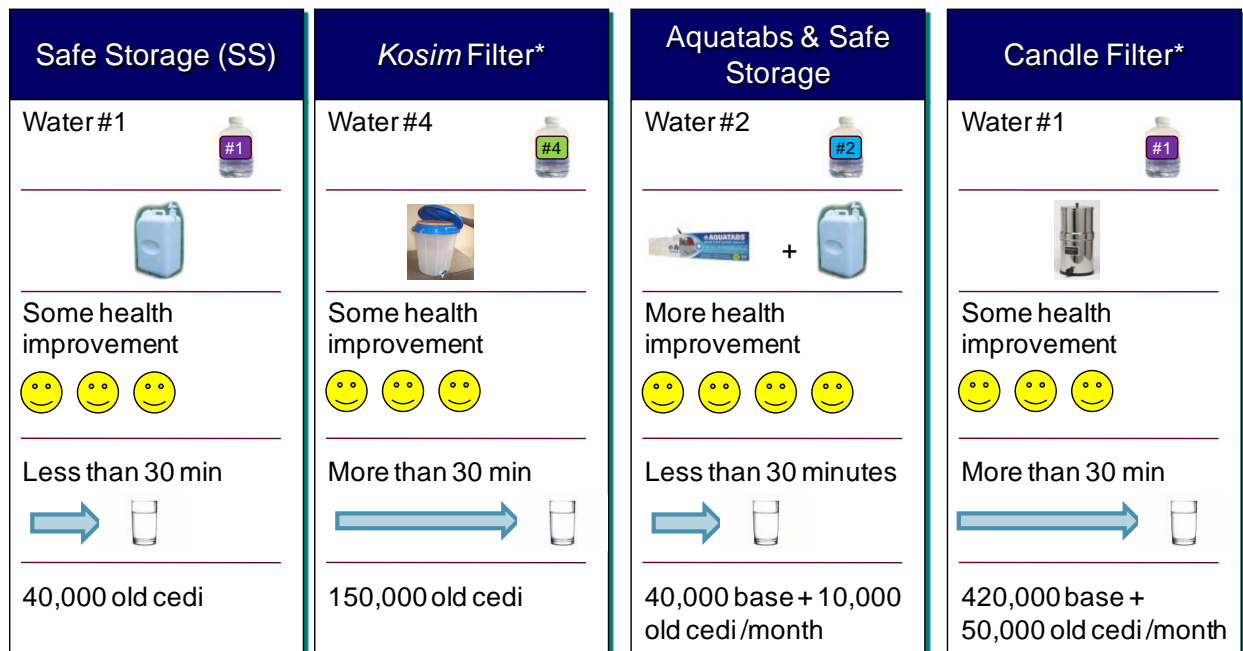 Safe Storage (SS)
Water #1
#1
Some health
improvement
Less than 30 min
40,000 old cedi
Kosim Filter*
Water #4
#4
Some health
improvement
More than 30 min
150,000 old cedi
Aquatabs & Safe
Storage
Water #2
#2
AQUATABS
+
More health
improvement
Less than 30 minutes
40,000 base + 10,000
old cedi /month
Candle Filter*
Water #1
#1
Some health
improvement
More than 30 min
420,000 base +
50,000 old cedi /month